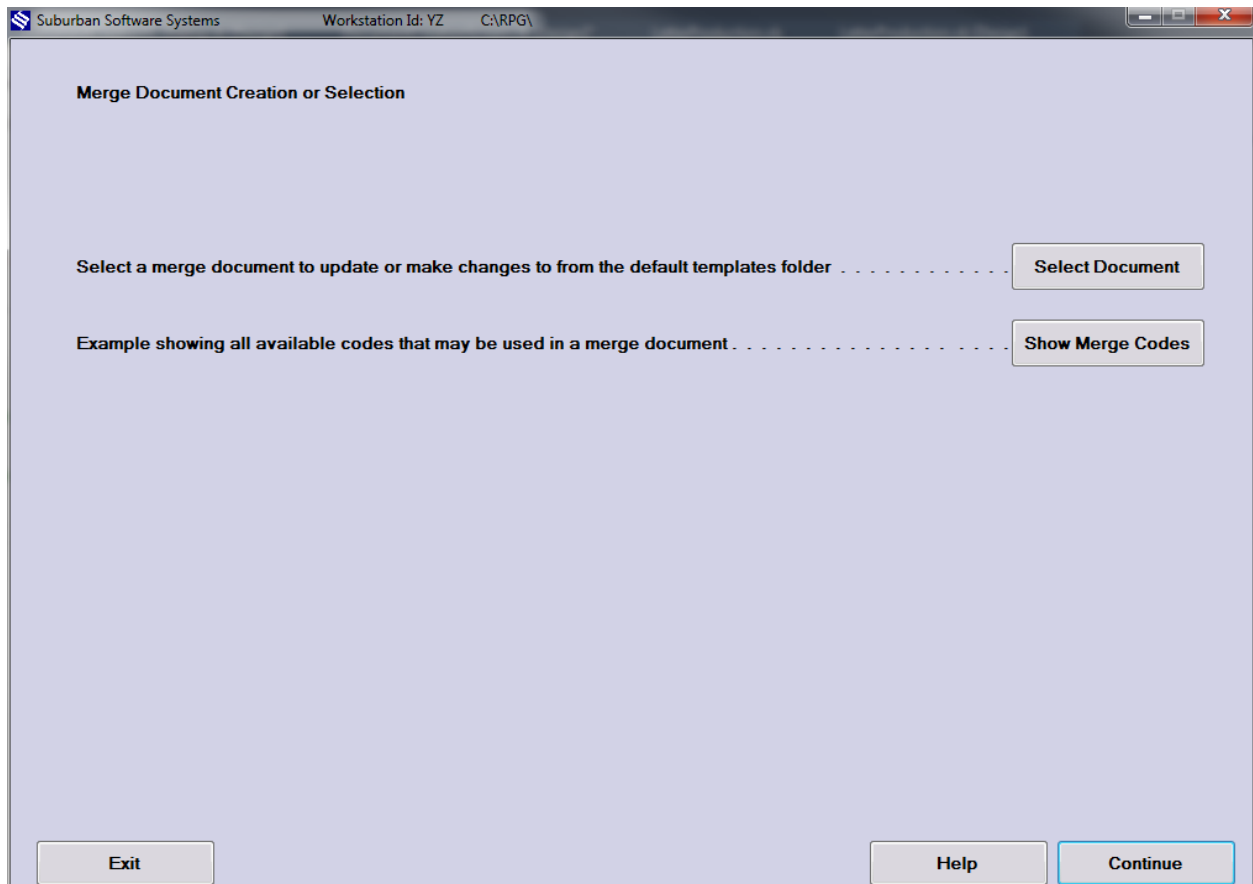 Suburban Software Systems Workstation Id: YZ C:\RPG\
Merge Document Creation or Selection
Select a merge document to update or make changes to from the default templates folder . . . . . . . . . . . . Select Document
Example showing all available codes that may be used in a merge document . . . . . . . . . . . . . . . . . . . Show Merge Codes
Exit Help Continue